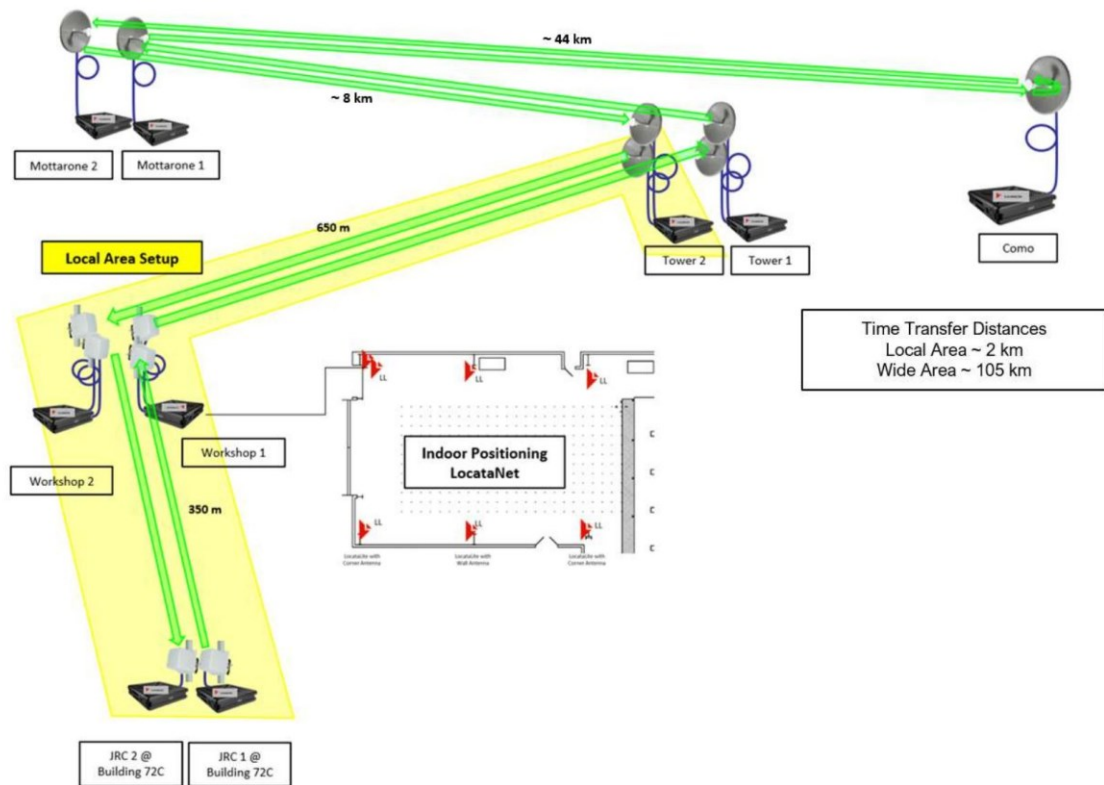 ~ 44 km
~ 8 km
Mottarone 2
Mottarone 1
650 m
Tower 2
Tower 1
Como
Local Area Setup
Time Transfer Distances
Local Area ~ 2 km
Wide Area ~ 105 km
LL
LL
LL
Workshop 1
Workshop 2
Indoor Positioning
LocataNet
350 m
LL
LL
LL
LocataLite with
Corner Antenna
LocataLite with
Wall Antenna
LocataLite with
Corner Antenna
JRC 2 @
Building 72C
JRC 1 @
Building 72C